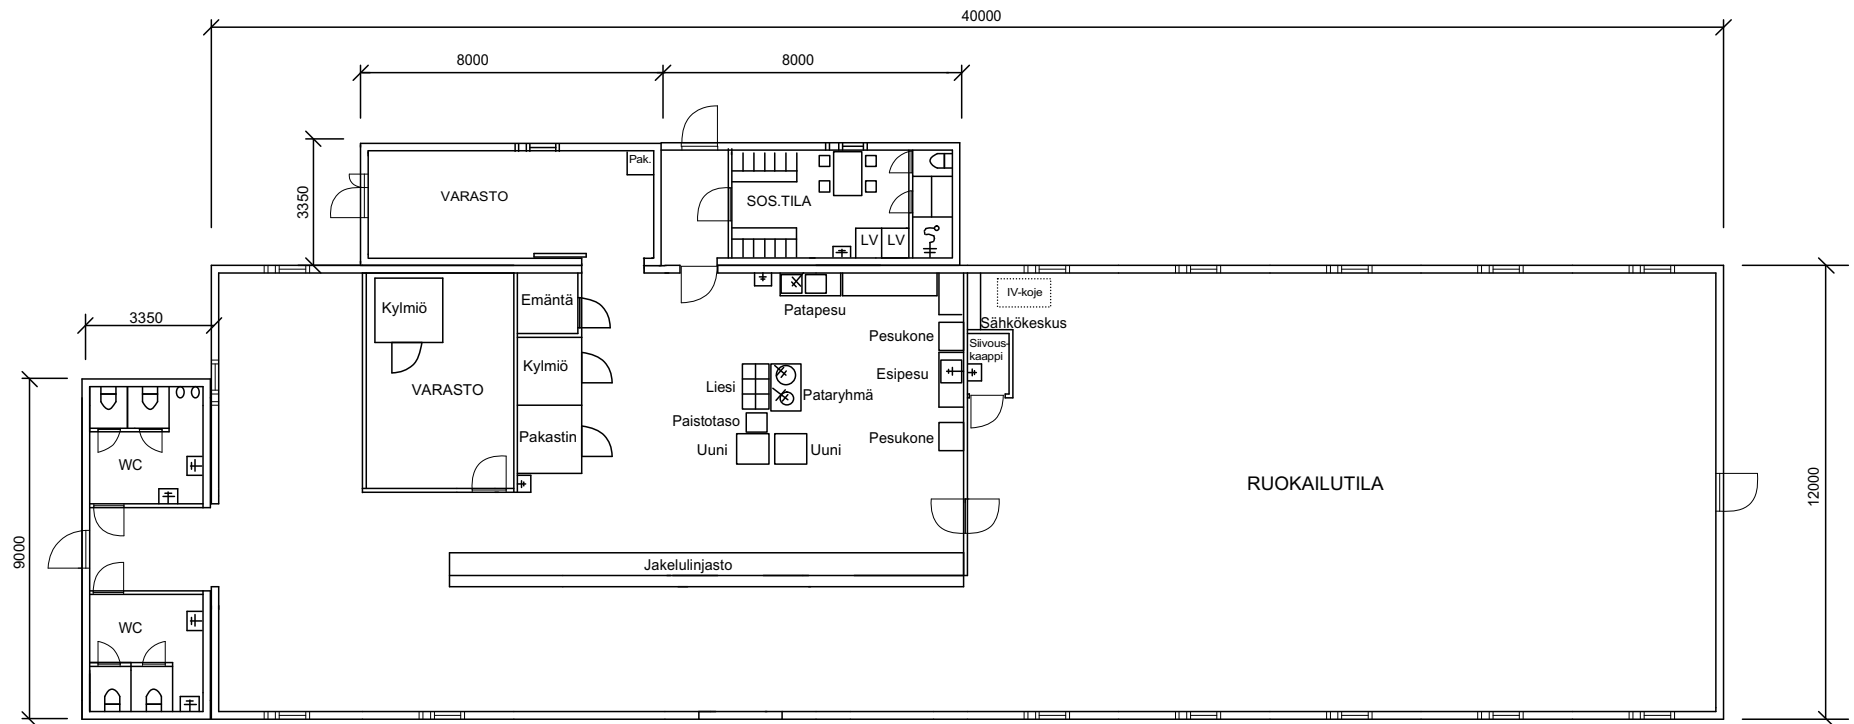 40000
8000
8000
3350
Pak.
VARASTO
SOS.TILA
LV
LV
3350
Kylmiö
Emäntä
Patapesu
IV-koje
Sähkökeskus
Pesukone
Siivous-
kaappi
Kylmiö
VARASTO
Liesi
Pataryhmä
Esipesu
Paistotaso
Pakastin
Uuni
Uuni
Pesukone
WC
RUOKAILUTILA
12000
9000
Jakelulinjasto
WC